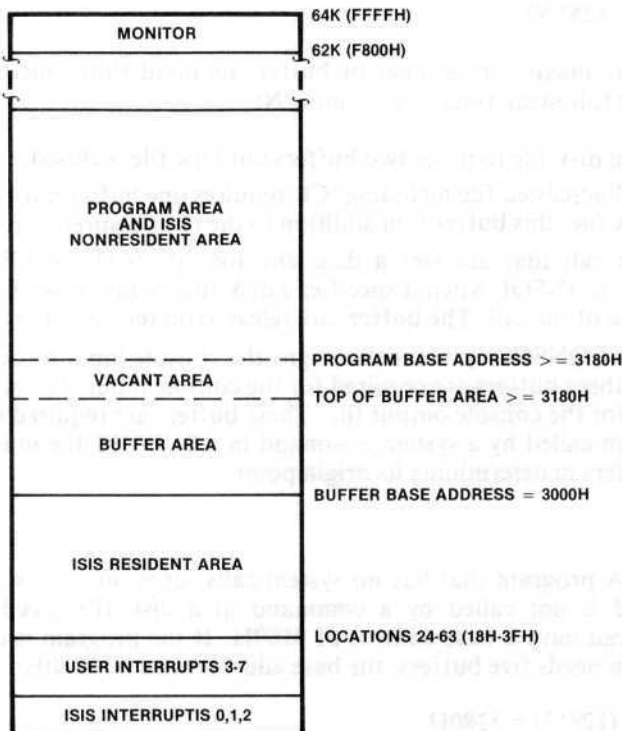 64K (FFFFH)
MONITOR
62K (F800H)
PROGRAM AREA
AND ISIS
NONRESIDENT AREA
PROGRAM BASE ADDRESS > = 3180H
VACANT AREA
TOP OF BUFFER AREA > = 3180H
BUFFER AREA
BUFFER BASE ADDRESS = 3000H
ISIS RESIDENT AREA
LOCATIONS 24-63 (18H-3FH)
USER INTERRUPTS 3-7
ISIS INTERRUPTIS 0,1,2